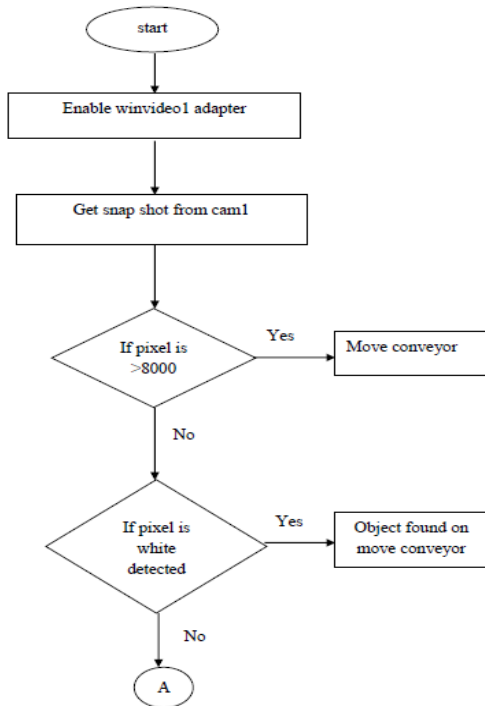 start
Enable winvideo1 adapter
Get snap shot from cam1
If pixel is
>8000
Yes
Move conveyor
No
If pixel is
white
detected
Yes
Object found on
move conveyor
No
A